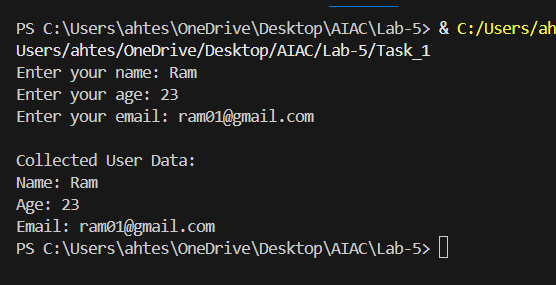 PS C:\Users\ahtes\OneDrive\Desktop\AIAC\Lab-5> & C:/Users/ah
Users/ahtes/OneDrive/Desktop/AIAC/Lab-5/Task_1
Enter your name: Ram
Enter your age: 23
Enter your email: ram01@gmail.com
Collected User Data:
Name: Ram
Age: 23
Email: ram01@gmail.com
PS C:\Users\ahtes\OneDrive\Desktop\AIAC\Lab-5>